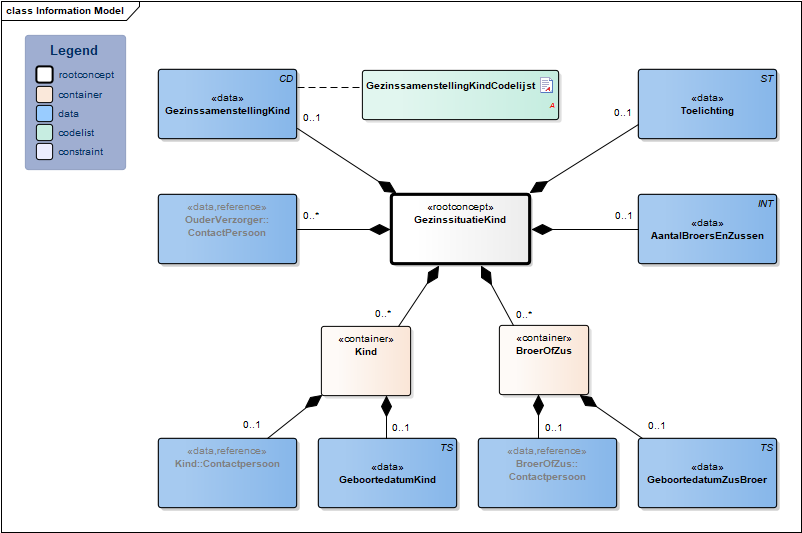 class Information Model
Legend
rootconcept
container
data
codelist
constraint
CD
«data»
GezinssamenstellingKind
0..1
GezinssamenstellingKindCodelijst
A
ST
«data»
Toelichting
0..1
«data,reference»
OuderVerzorger::
ContactPersoon
0..*
«rootconcept»
GezinssituatieKind
INT
«data»
AantalBroersEnZussen
0..1
0..*
0..*
«container»
Kind
«container»
BroerOfZus
0..1
0..1
0..1
0..1
«data,reference»
Kind::Contactpersoon
TS
«data»
GeboortedatumKind
«data,reference»
BroerOfZus::
Contactpersoon
TS
«data»
GeboortedatumZusBroer